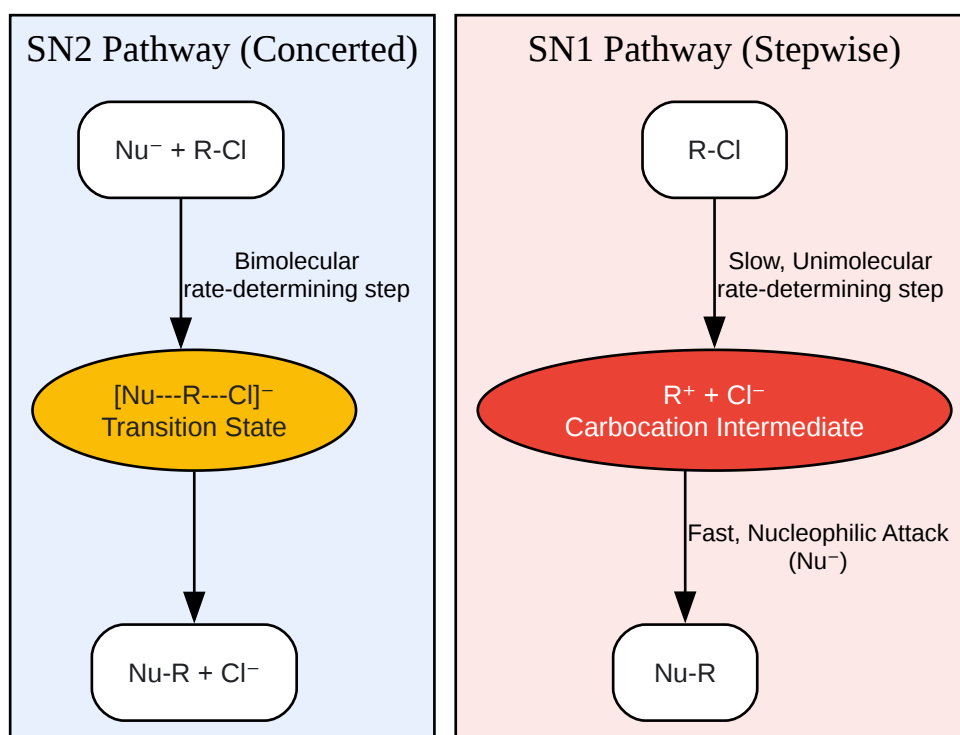 SN2 Pathway (Concerted)
Nu⁻ + R-Cl
Bimolecular
rate-determining step
[Nu---R---Cl]⁻
Transition State
Nu-R + Cl⁻
SN1 Pathway (Stepwise)
R-Cl
Slow, Unimolecular
rate-determining step
R⁺ + Cl⁻
Carbocation Intermediate
Fast, Nucleophilic Attack
(Nu⁻)
Nu-R